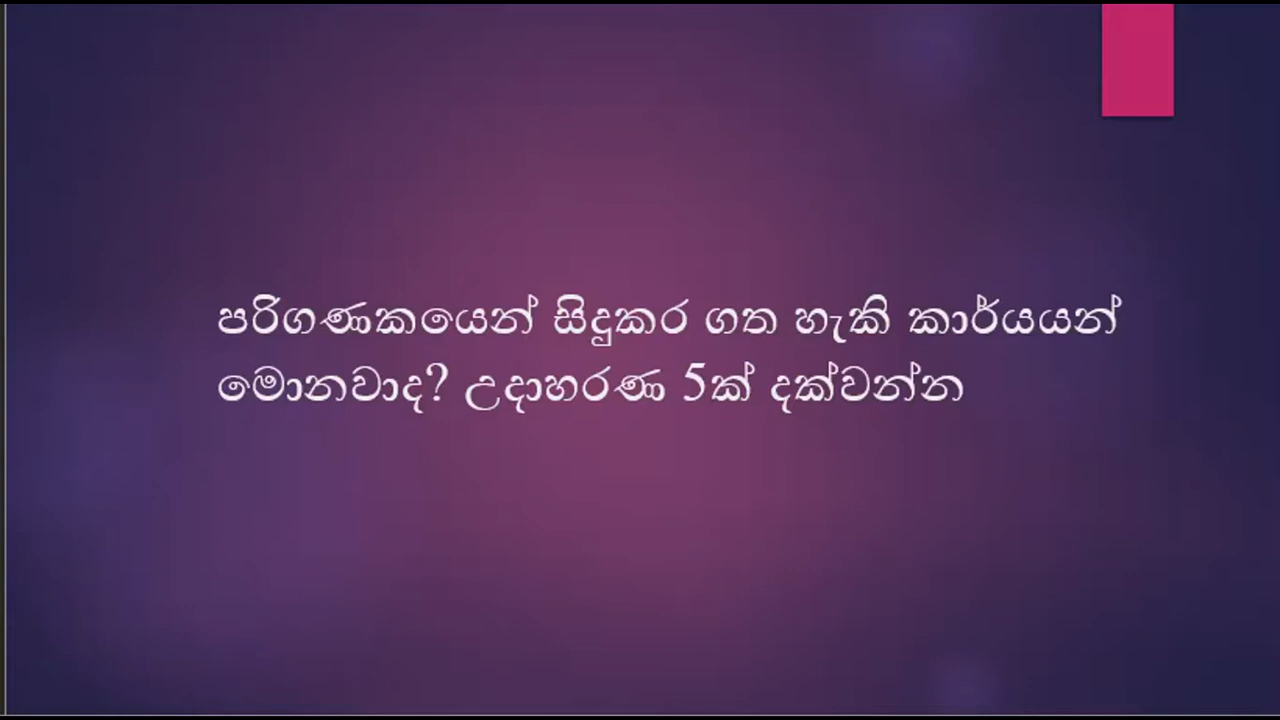 පරිගණකයෙන් සිදුකර ගත හැකි කාර්යයන්
මොනවාද? උදාහරණ 5ක් දක්වන්න